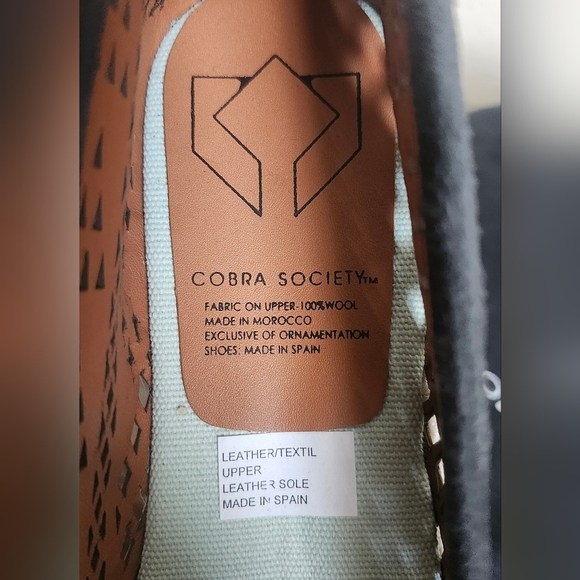 COBRA SOCIETY™
FABRIC ON UPPER-100%WOOL
MADE IN MOROCCO
EXCLUSIVE OF ORNAMENTATION
SHOES: MADE IN SPAIN
LEATHER/TEXTIL
UPPER
LEATHER SOLE
MADE IN SPAIN